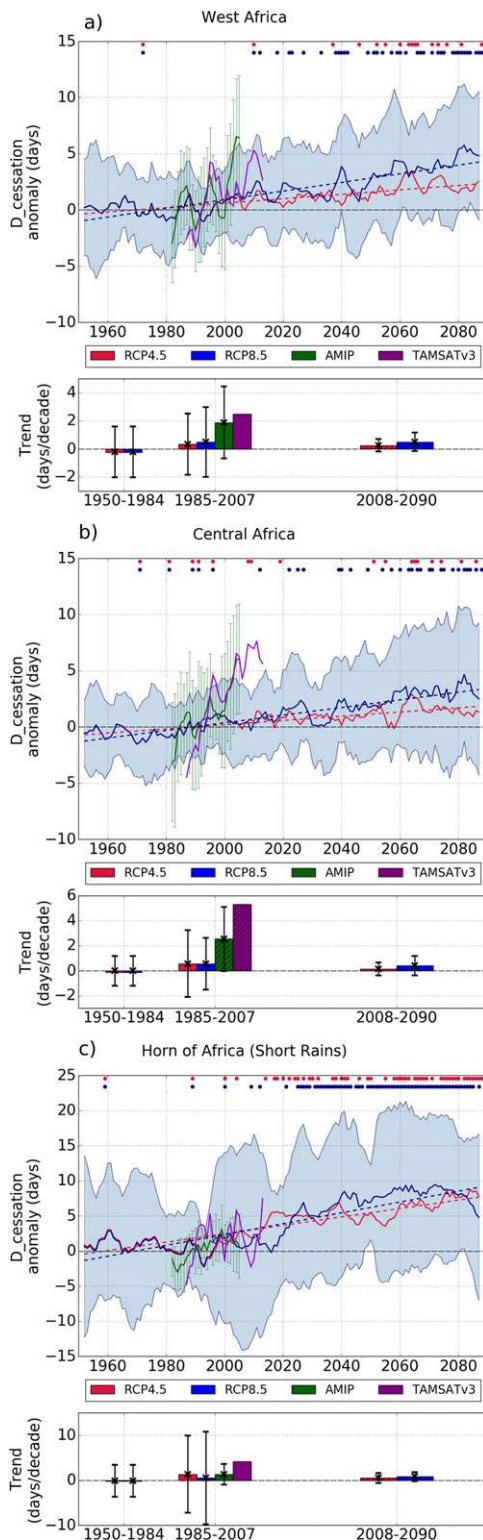 a) West Africa
15
10
5
0
−5
−10
D_cessation
anomaly (days)
1960 1980 2000 2020 2040 2060 2080
RCP4.5 RCP8.5 AMIP TAMSATv3
4
2
0
−2
Trend
(days/decade)
1950-1984 1985-2007 2008-2090
b) Central Africa
15
10
5
0
−5
−10
D_cessation
anomaly (days)
1960 1980 2000 2020 2040 2060 2080
RCP4.5 RCP8.5 AMIP TAMSATv3
6
4
2
0
−2
Trend
(days/decade)
1950-1984 1985-2007 2008-2090
c) Horn of Africa (Short Rains)
25
20
15
10
5
0
−5
−10
−15
D_cessation
anomaly (days)
1960 1980 2000 2020 2040 2060 2080
RCP4.5 RCP8.5 AMIP TAMSATv3
10
0
−10
Trend
(days/decade)
1950-1984 1985-2007 2008-2090